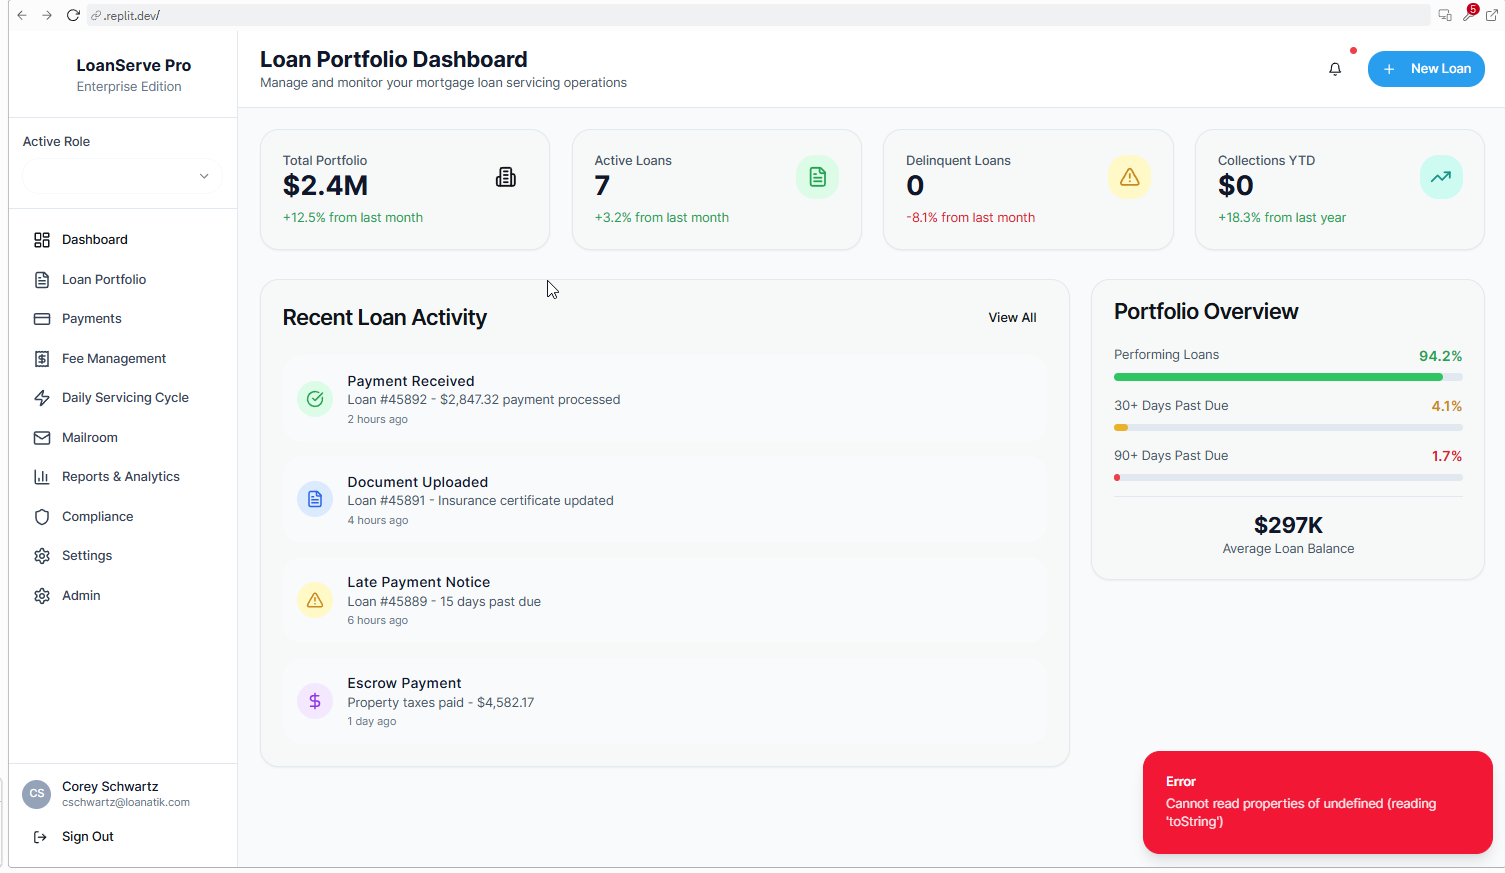 .replit.dev/
5
LoanServe Pro
Enterprise Edition
Active Role
Dashboard
Loan Portfolio
Payments
Fee Management
Daily Servicing Cycle
Mailroom
Reports & Analytics
Compliance
Settings
Admin
CS
Corey Schwartz
cschwartz@loanatik.com
Sign Out
Loan Portfolio Dashboard
Manage and monitor your mortgage loan servicing operations
New Loan
Total Portfolio
$2.4M
+12.5% from last month
Active Loans
7
+3.2% from last month
Delinquent Loans
0
-8.1% from last month
Collections YTD
$0
+18.3% from last year
Recent Loan Activity
View All
Payment Received
Loan #45892 - $2,847.32 payment processed
2 hours ago
Document Uploaded
Loan #45891 - Insurance certificate updated
4 hours ago
Late Payment Notice
Loan #45889 - 15 days past due
6 hours ago
Escrow Payment
Property taxes paid - $4,582.17
1 day ago
Portfolio Overview
Performing Loans 94.2%
30+ Days Past Due 4.1%
90+ Days Past Due 1.7%
$297K
Average Loan Balance
Error
Cannot read properties of undefined (reading
'toString')